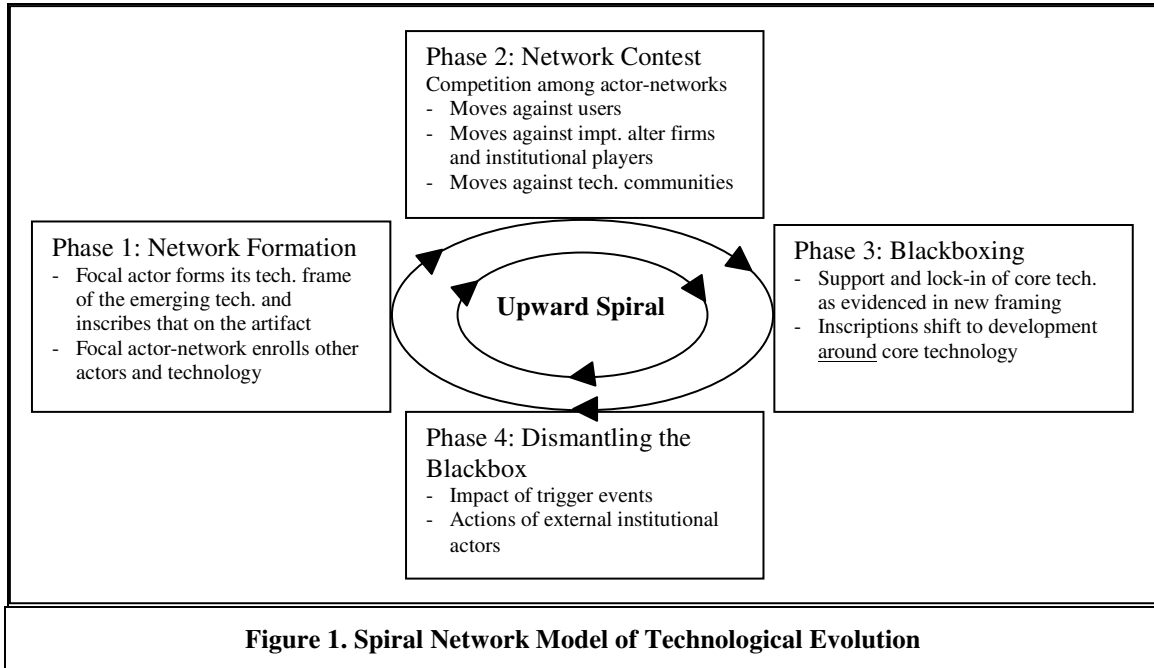 Phase 2: Network Contest
Competition among actor-networks
- Moves against users
- Moves against impt. alter firms
and institutional players
- Moves against tech. communities
Phase 1: Network Formation
- Focal actor forms its tech. frame
of the emerging tech. and
inscribes that on the artifact
- Focal actor-network enrolls other
actors and technology
Upward Spiral
Phase 3: Blackboxing
- Support and lock-in of core tech.
as evidenced in new framing
- Inscriptions shift to development
around core technology
Phase 4: Dismantling the
Blackbox
- Impact of trigger events
- Actions of external institutional
actors
Figure 1. Spiral Network Model of Technological Evolution